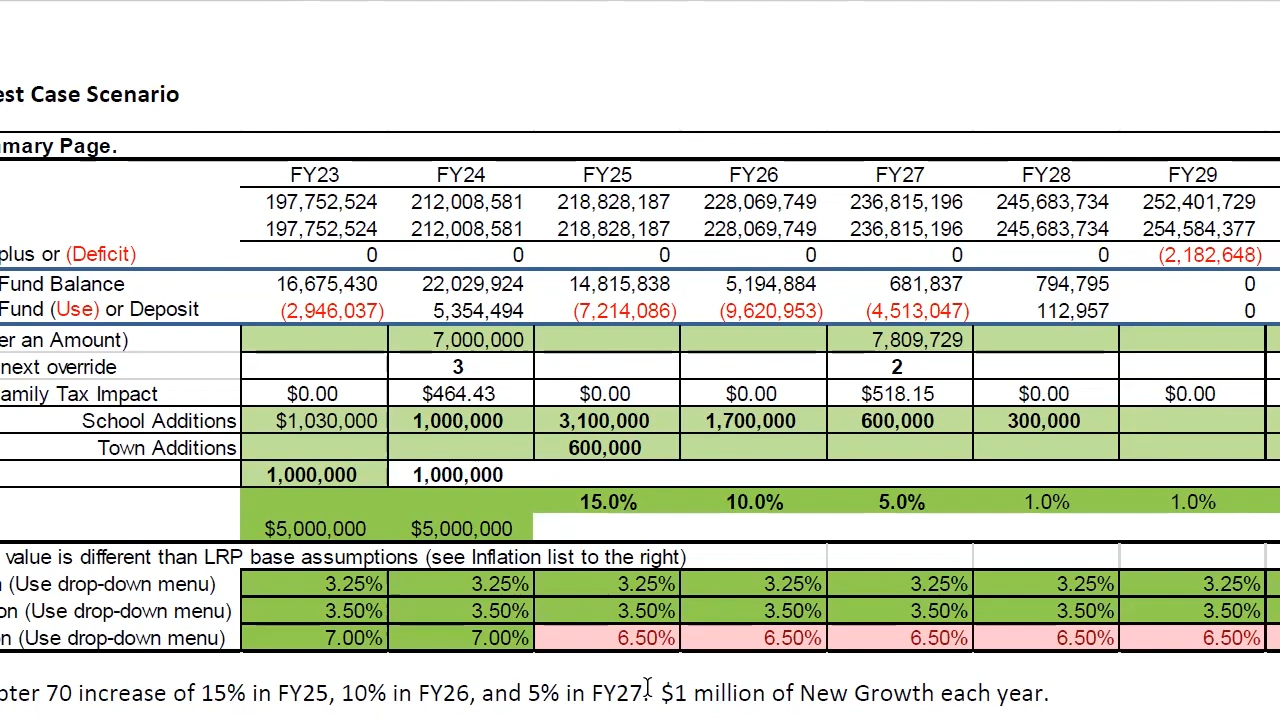 est Case Scenario
mary Page.
FY23 FY24 FY25 FY26 FY27 FY28 FY29
197,752,524 212,008,581 218,828,187 228,069,749 236,815,196 245,683,734 252,401,729
197,752,524 212,008,581 218,828,187 228,069,749 236,815,196 245,683,734 254,584,377
plus or (Deficit) 0 0 0 0 0 0 (2,182,648)
Fund Balance 16,675,430 22,029,924 14,815,838 5,194,884 681,837 794,795 0
Fund (Use) or Deposit (2,946,037) 5,354,494 (7,214,086) (9,620,953) (4,513,047) 112,957 0
er an Amount) 7,000,000 7,809,729
next override 3 2
amily Tax Impact $0.00 $464.43 $0.00 $0.00 $518.15 $0.00 $0.00
School Additions $1,030,000 1,000,000 3,100,000 1,700,000 600,000 300,000
Town Additions 600,000
1,000,000 1,000,000
15.0% 10.0% 5.0% 1.0% 1.0%
$5,000,000 $5,000,000
value is different than LRP base assumptions (see Inflation list to the right)
(Use drop-down menu) 3.25% 3.25% 3.25% 3.25% 3.25% 3.25% 3.25%
on (Use drop-down menu) 3.50% 3.50% 3.50% 3.50% 3.50% 3.50% 3.50%
n (Use drop-down menu) 7.00% 7.00% 6.50% 6.50% 6.50% 6.50% 6.50%
pter 70 increase of 15% in FY25, 10% in FY26, and 5% in FY27. $1 million of New Growth each year.